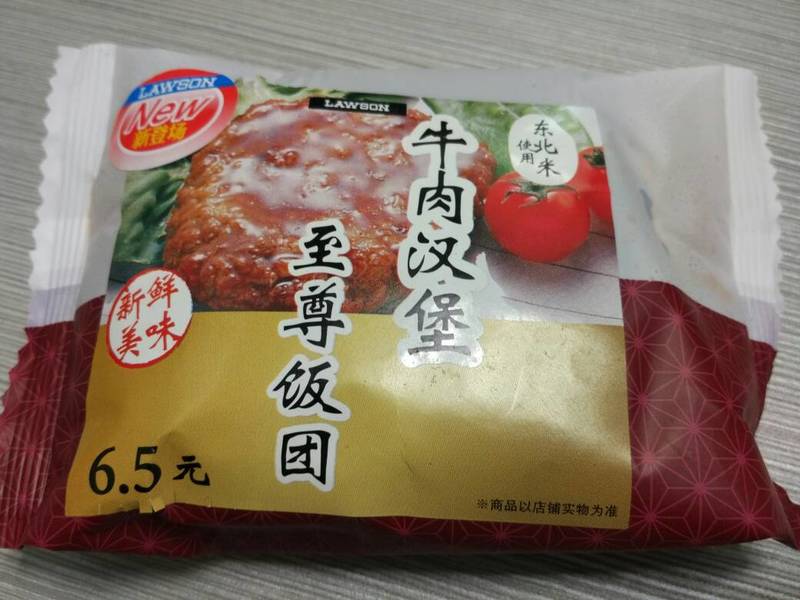 LAWSON
New
新登场
LAWSON
东北米
使用
牛肉汉堡
至尊饭团
新鲜
美味
6.5元
※商品以店铺实物为准